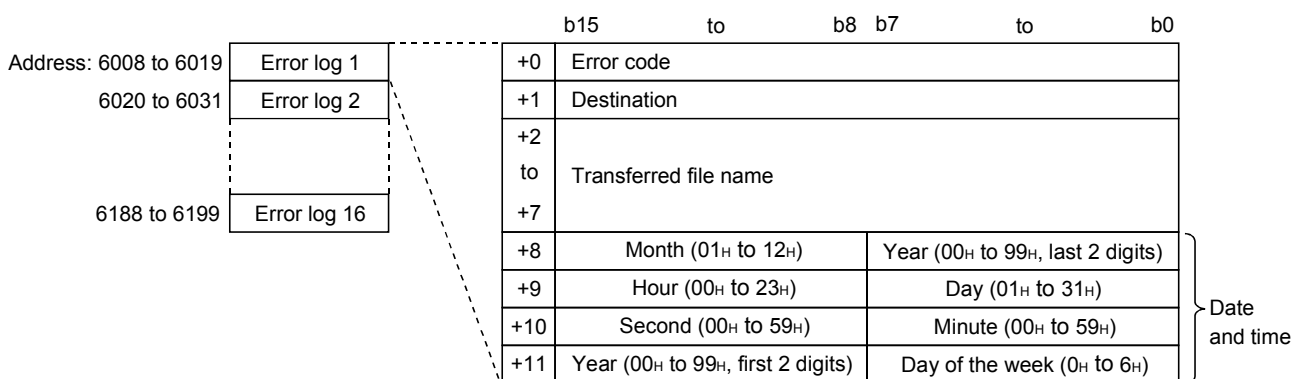 b15 to b8 b7 to b0
Address: 6008 to 6019 Error log 1 +0 Error code
6020 to 6031 Error log 2 +1 Destination
+2
to Transferred file name
6188 to 6199 Error log 16 +7
+8 Month (01H to 12H) Year (00H to 99H, last 2 digits)
+9 Hour (00H to 23H) Day (01H to 31H)
+10 Second (00H to 59H) Minute (00H to 59H)
+11 Year (00H to 99H, first 2 digits) Day of the week (0H to 6H)
Date
and time